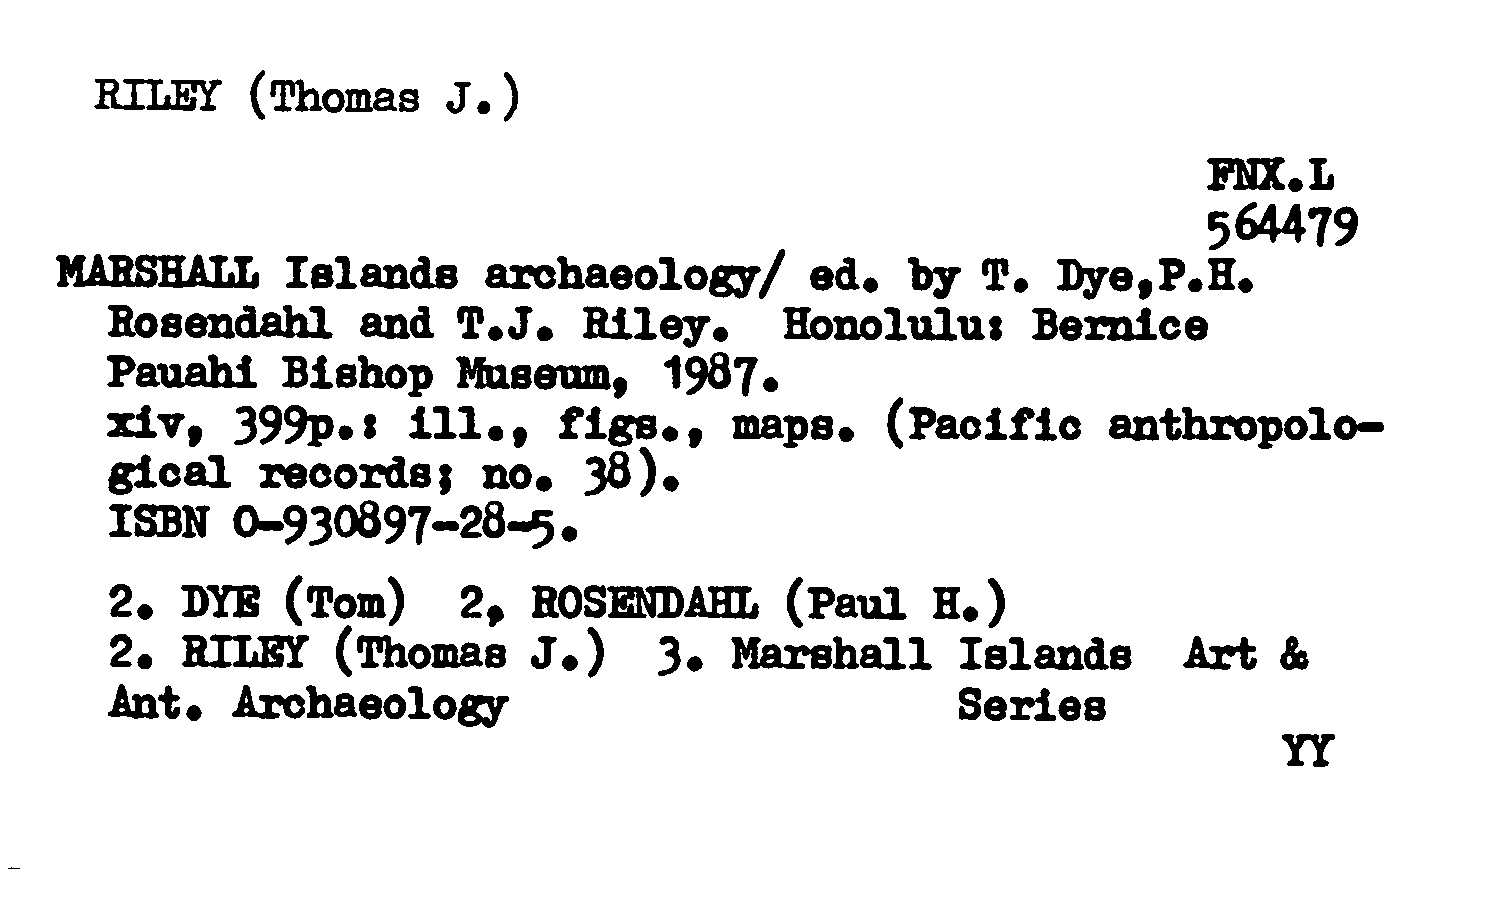 RILEY (Thomas J.)
FNX.L
564479
MARSHALL Islands archaeology/ ed. by T. Dye,P.H.
Rosendahl and T.J. Riley. Honolulu: Bernice
Pauahi Bishop Museum, 1987.
xiv, 399p.: ill., figs., maps. (Pacific anthropolo-
gical records; no. 38).
ISBN 0-930897-28-5.
2. DYE (Tom) 2, ROSENDAHL (Paul H.)
2. RILEY (Thomas J.) 3. Marshall Islands Art &
Ant. Archaeology Series
YY